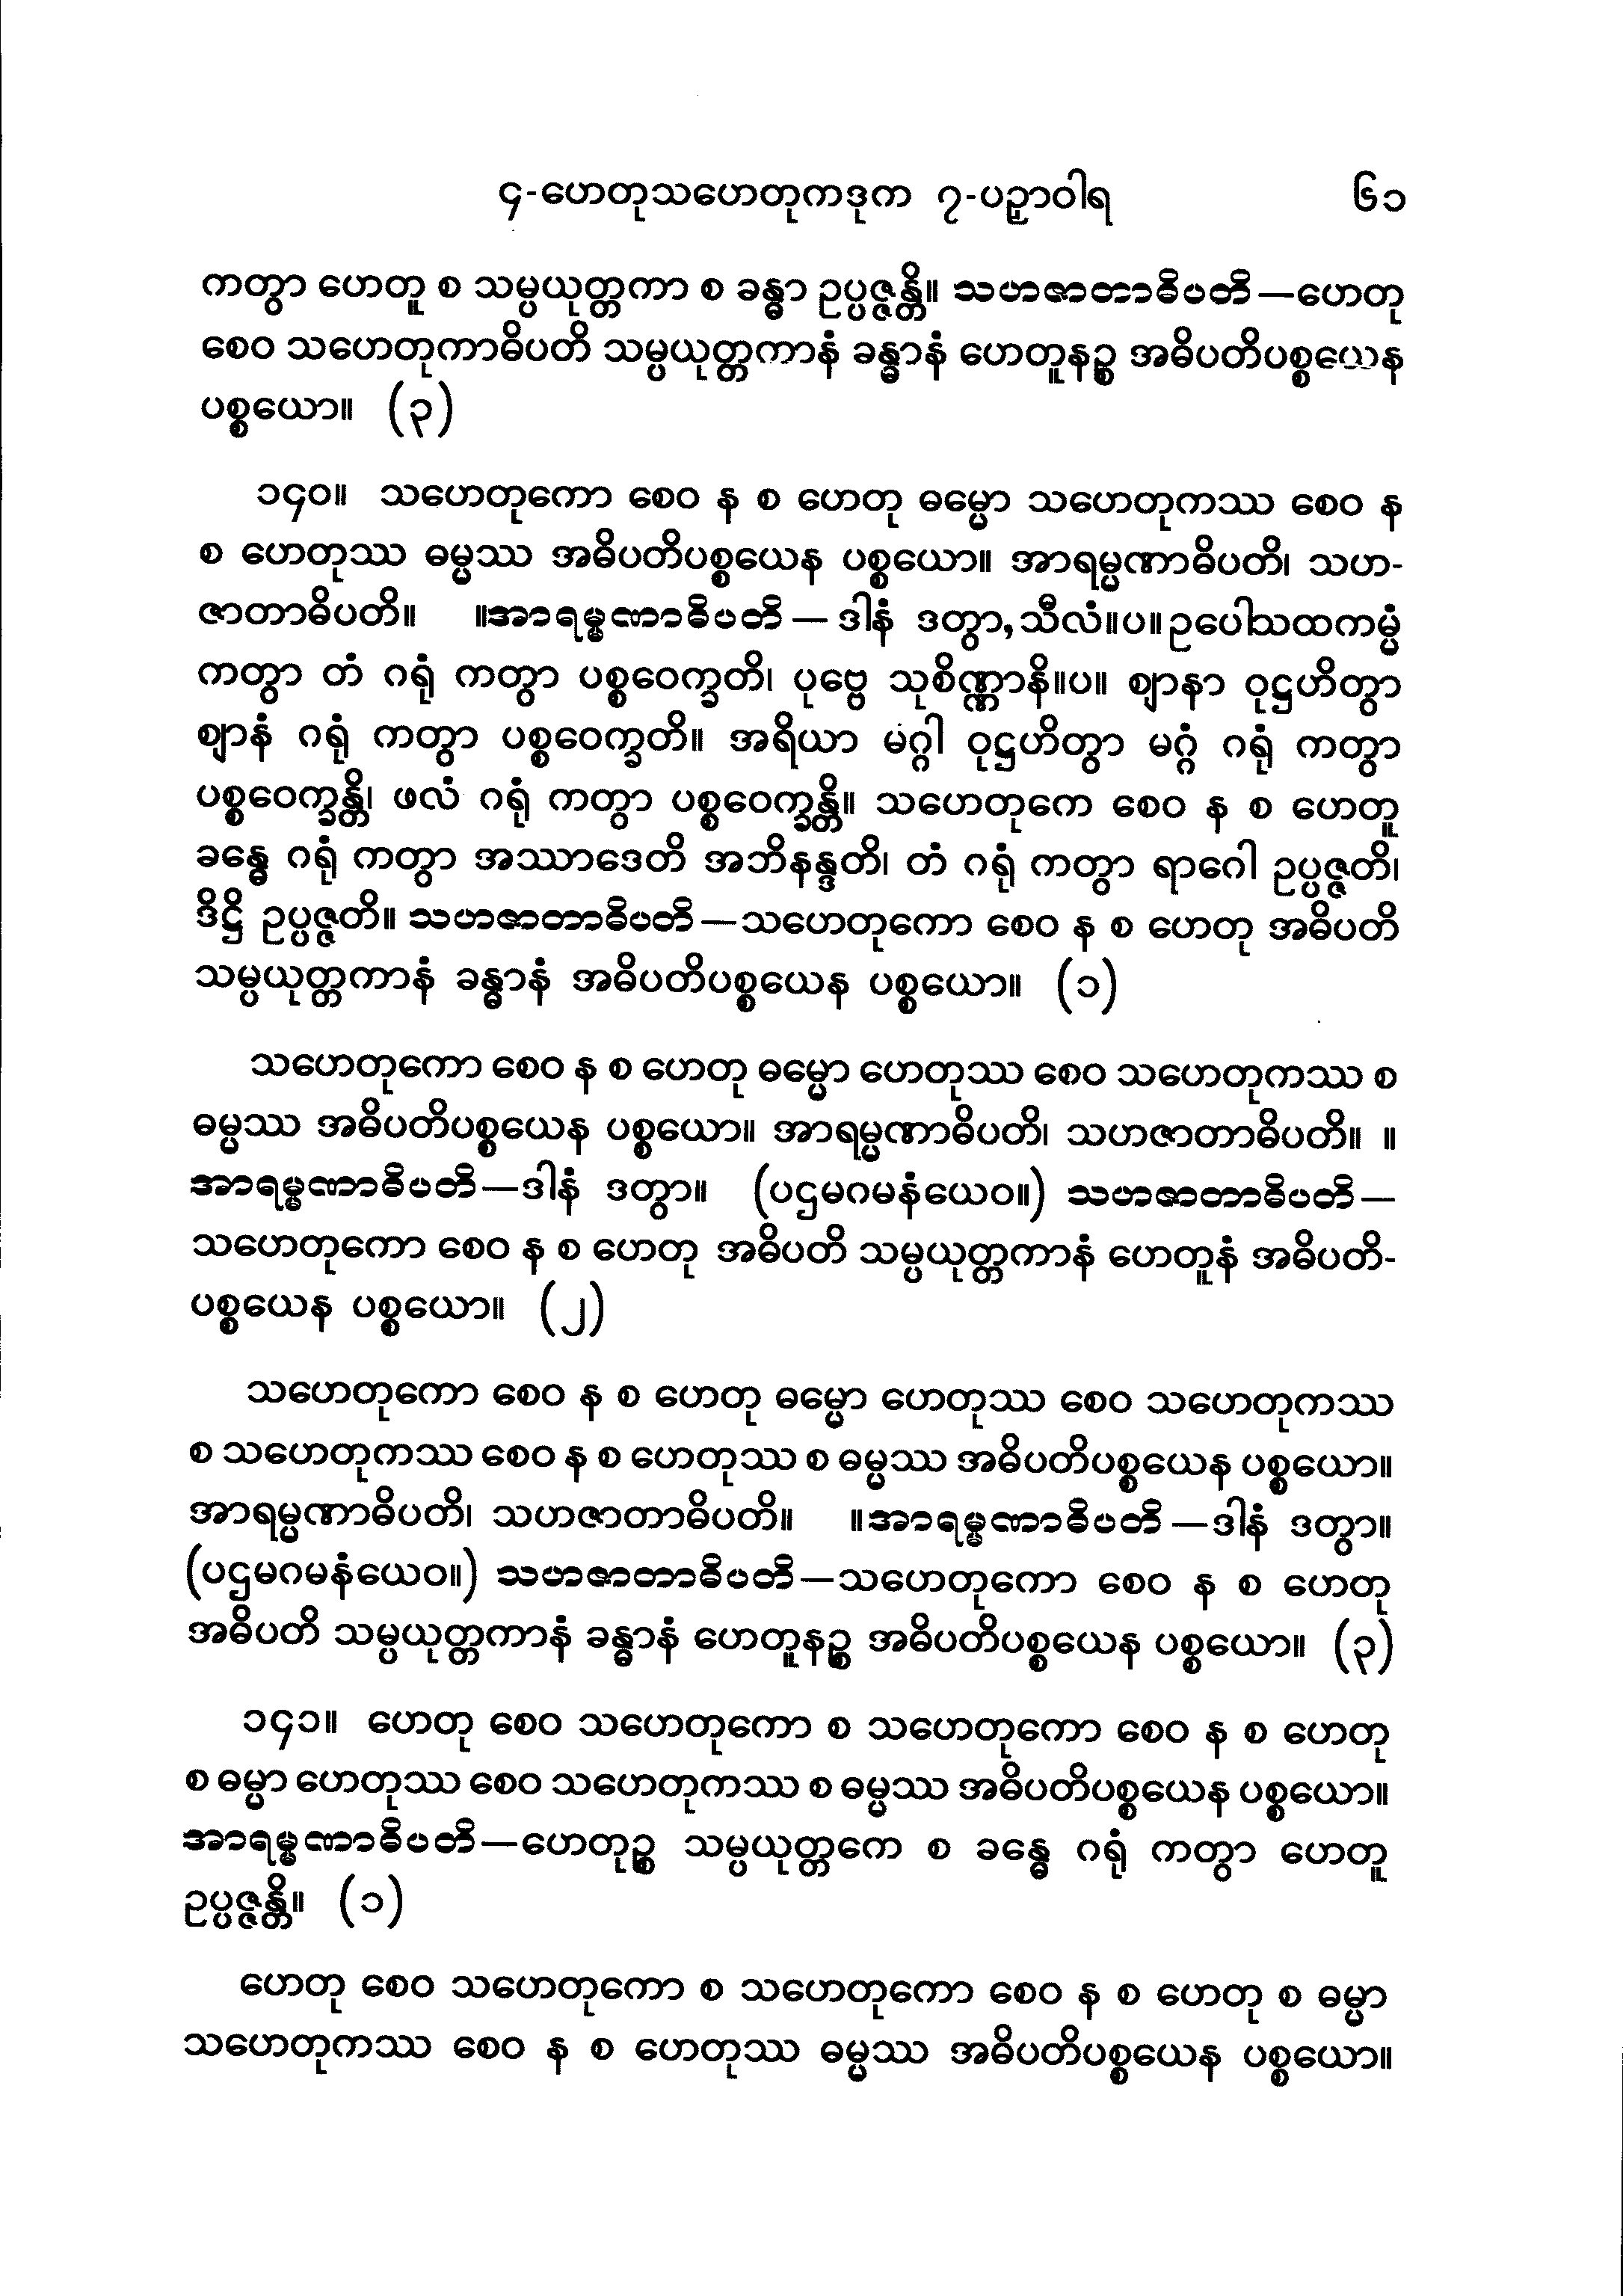 ၄-ဟေတုသဟေတုကဒုက ၇-ပဉှာဝါရ ၆၁
ကတွာ ဟေတူ စ သမ္ပယုတ္တကာ စ ခန္ဓာ ဥပ္ပဇ္ဇန္တိ။ သဟဇာတာဓိပတိ—ဟေတု
စေဝ သဟေတုကာဓိပတိ သမ္ပယုတ္တကာနံ ခန္ဓာနံ ဟေတူနဉ္စ အဓိပတိပစ္စယေန
ပစ္စယော။ (၃)
၁၄၀။ သဟေတုကော စေဝ န စ ဟေတု ဓမ္မော သဟေတုကဿ စေဝ န
စ ဟေတုဿ ဓမ္မဿ အဓိပတိပစ္စယေန ပစ္စယော။ အာရမ္မဏာဓိပတိ၊ သဟ-
ဇာတာဓိပတိ။ ။အာရမ္မဏာဓိပတိ — ဒါနံ ဒတွာ, သီလံ။ပ။ဥပေါသထကမ္မံ
ကတွာ တံ ဂရုံ ကတွာ ပစ္စဝေက္ခတိ၊ ပုဗ္ဗေ သုစိဏ္ဏာနိ။ပ။ ဈာနာ ဝုဋ္ဌဟိတွာ
ဈာနံ ဂရုံ ကတွာ ပစ္စဝေက္ခတိ။ အရိယာ မဂ္ဂါ ဝုဋ္ဌဟိတွာ မဂ္ဂံ ဂရုံ ကတွာ
ပစ္စဝေက္ခန္တိ၊ ဖလံ ဂရုံ ကတွာ ပစ္စဝေက္ခန္တိ။ သဟေတုကေ စေဝ န စ ဟေတူ
ခန္ဓေ ဂရုံ ကတွာ အဿာဒေတိ အဘိနန္ဒတိ၊ တံ ဂရုံ ကတွာ ရာဂေါ ဥပ္ပဇ္ဇတိ၊
ဒိဋ္ဌိ ဥပ္ပဇ္ဇတိ။ သဟဇာတာဓိပတိ—သဟေတုကော စေဝ န စ ဟေတု အဓိပတိ
သမ္ပယုတ္တကာနံ ခန္ဓာနံ အဓိပတိပစ္စယေန ပစ္စယော။ (၁)
သဟေတုကော စေဝ န စ ဟေတု ဓမ္မော ဟေတုဿ စေဝ သဟေတုကဿ စ
ဓမ္မဿ အဓိပတိပစ္စယေန ပစ္စယော။ အာရမ္မဏာဓိပတိ၊ သဟဇာတာဓိပတိ။ ။
အာရမ္မဏာဓိပတိ—ဒါနံ ဒတွာ။ (ပဌမဂမနံယေဝ။) သဟဇာတာဓိပတိ—
သဟေတုကော စေဝ န စ ဟေတု အဓိပတိ သမ္ပယုတ္တကာနံ ဟေတူနံ အဓိပတိ-
ပစ္စယေန ပစ္စယော။ (၂)
သဟေတုကော စေဝ န စ ဟေတု ဓမ္မော ဟေတုဿ စေဝ သဟေတုကဿ
စ သဟေတုကဿ စေဝ န စ ဟေတုဿ စ ဓမ္မဿ အဓိပတိပစ္စယေန ပစ္စယော။
အာရမ္မဏာဓိပတိ၊ သဟဇာတာဓိပတိ။ ။အာရမ္မဏာဓိပတိ—ဒါနံ ဒတွာ။
(ပဌမဂမနံယေဝ။) သဟဇာတာဓိပတိ—သဟေတုကော စေဝ န စ ဟေတု
အဓိပတိ သမ္ပယုတ္တကာနံ ခန္ဓာနံ ဟေတူနဉ္စ အဓိပတိပစ္စယေန ပစ္စယော။ (၃)
၁၄၁။ ဟေတု စေဝ သဟေတုကော စ သဟေတုကော စေဝ န စ ဟေတု
စ ဓမ္မာ ဟေတုဿ စေဝ သဟေတုကဿ စ ဓမ္မဿ အဓိပတိပစ္စယေန ပစ္စယော။
အာရမ္မဏာဓိပတိ—ဟေတုဉ္စ သမ္ပယုတ္တကေ စ ခန္ဓေ ဂရုံ ကတွာ ဟေတူ
ဥပ္ပဇ္ဇန္တိ။ (၁)
ဟေတု စေဝ သဟေတုကော စ သဟေတုကော စေဝ န စ ဟေတု စ ဓမ္မာ
သဟေတုကဿ စေဝ န စ ဟေတုဿ ဓမ္မဿ အဓိပတိပစ္စယေန ပစ္စယော။